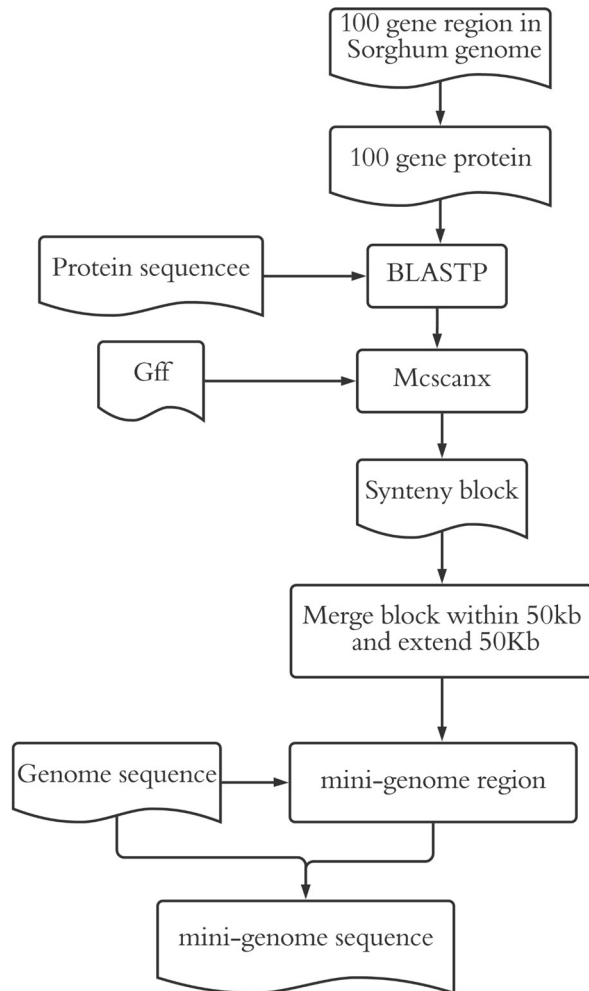 100 gene region in
Sorghum genome
100 gene protein
Protein sequencee
BLASTP
Gff
Mcscanx
Synteny block
Merge block within 50kb
and extend 50Kb
Genome sequence
mini-genome region
mini-genome sequence